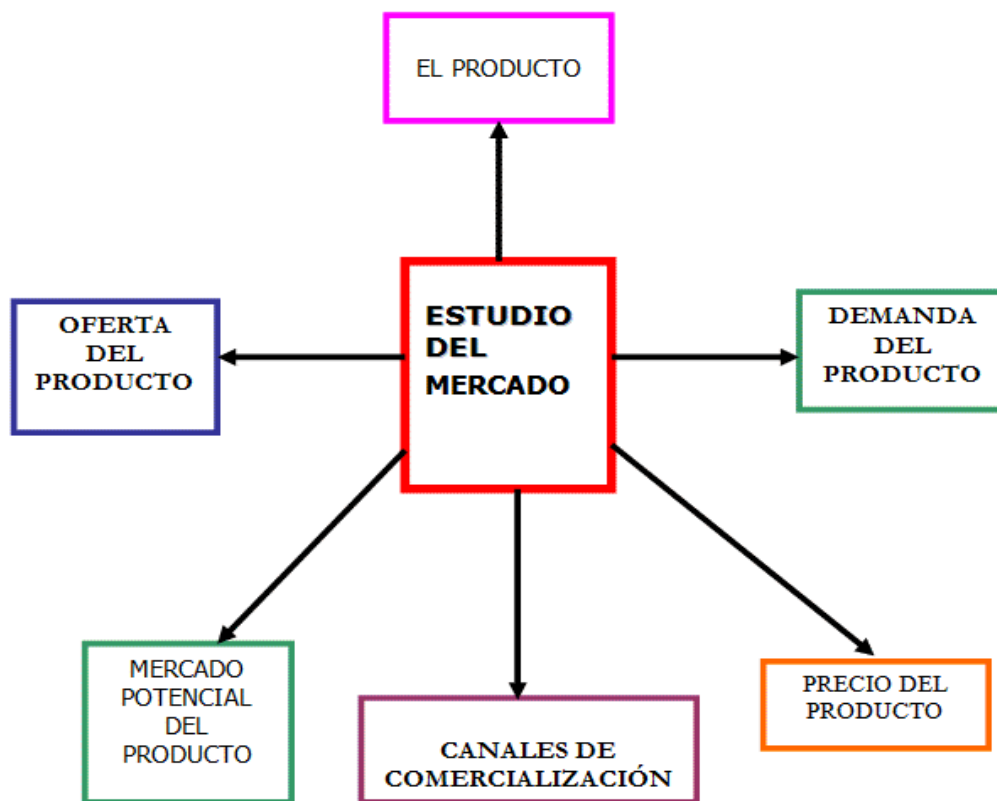 EL PRODUCTO
ESTUDIO
DEL
MERCADO
OFERTA
DEL
PRODUCTO
DEMANDA
DEL
PRODUCTO
MERCADO
POTENCIAL
DEL
PRODUCTO
CANALES DE
COMERCIALIZACIÓN
PRECIO DEL
PRODUCTO